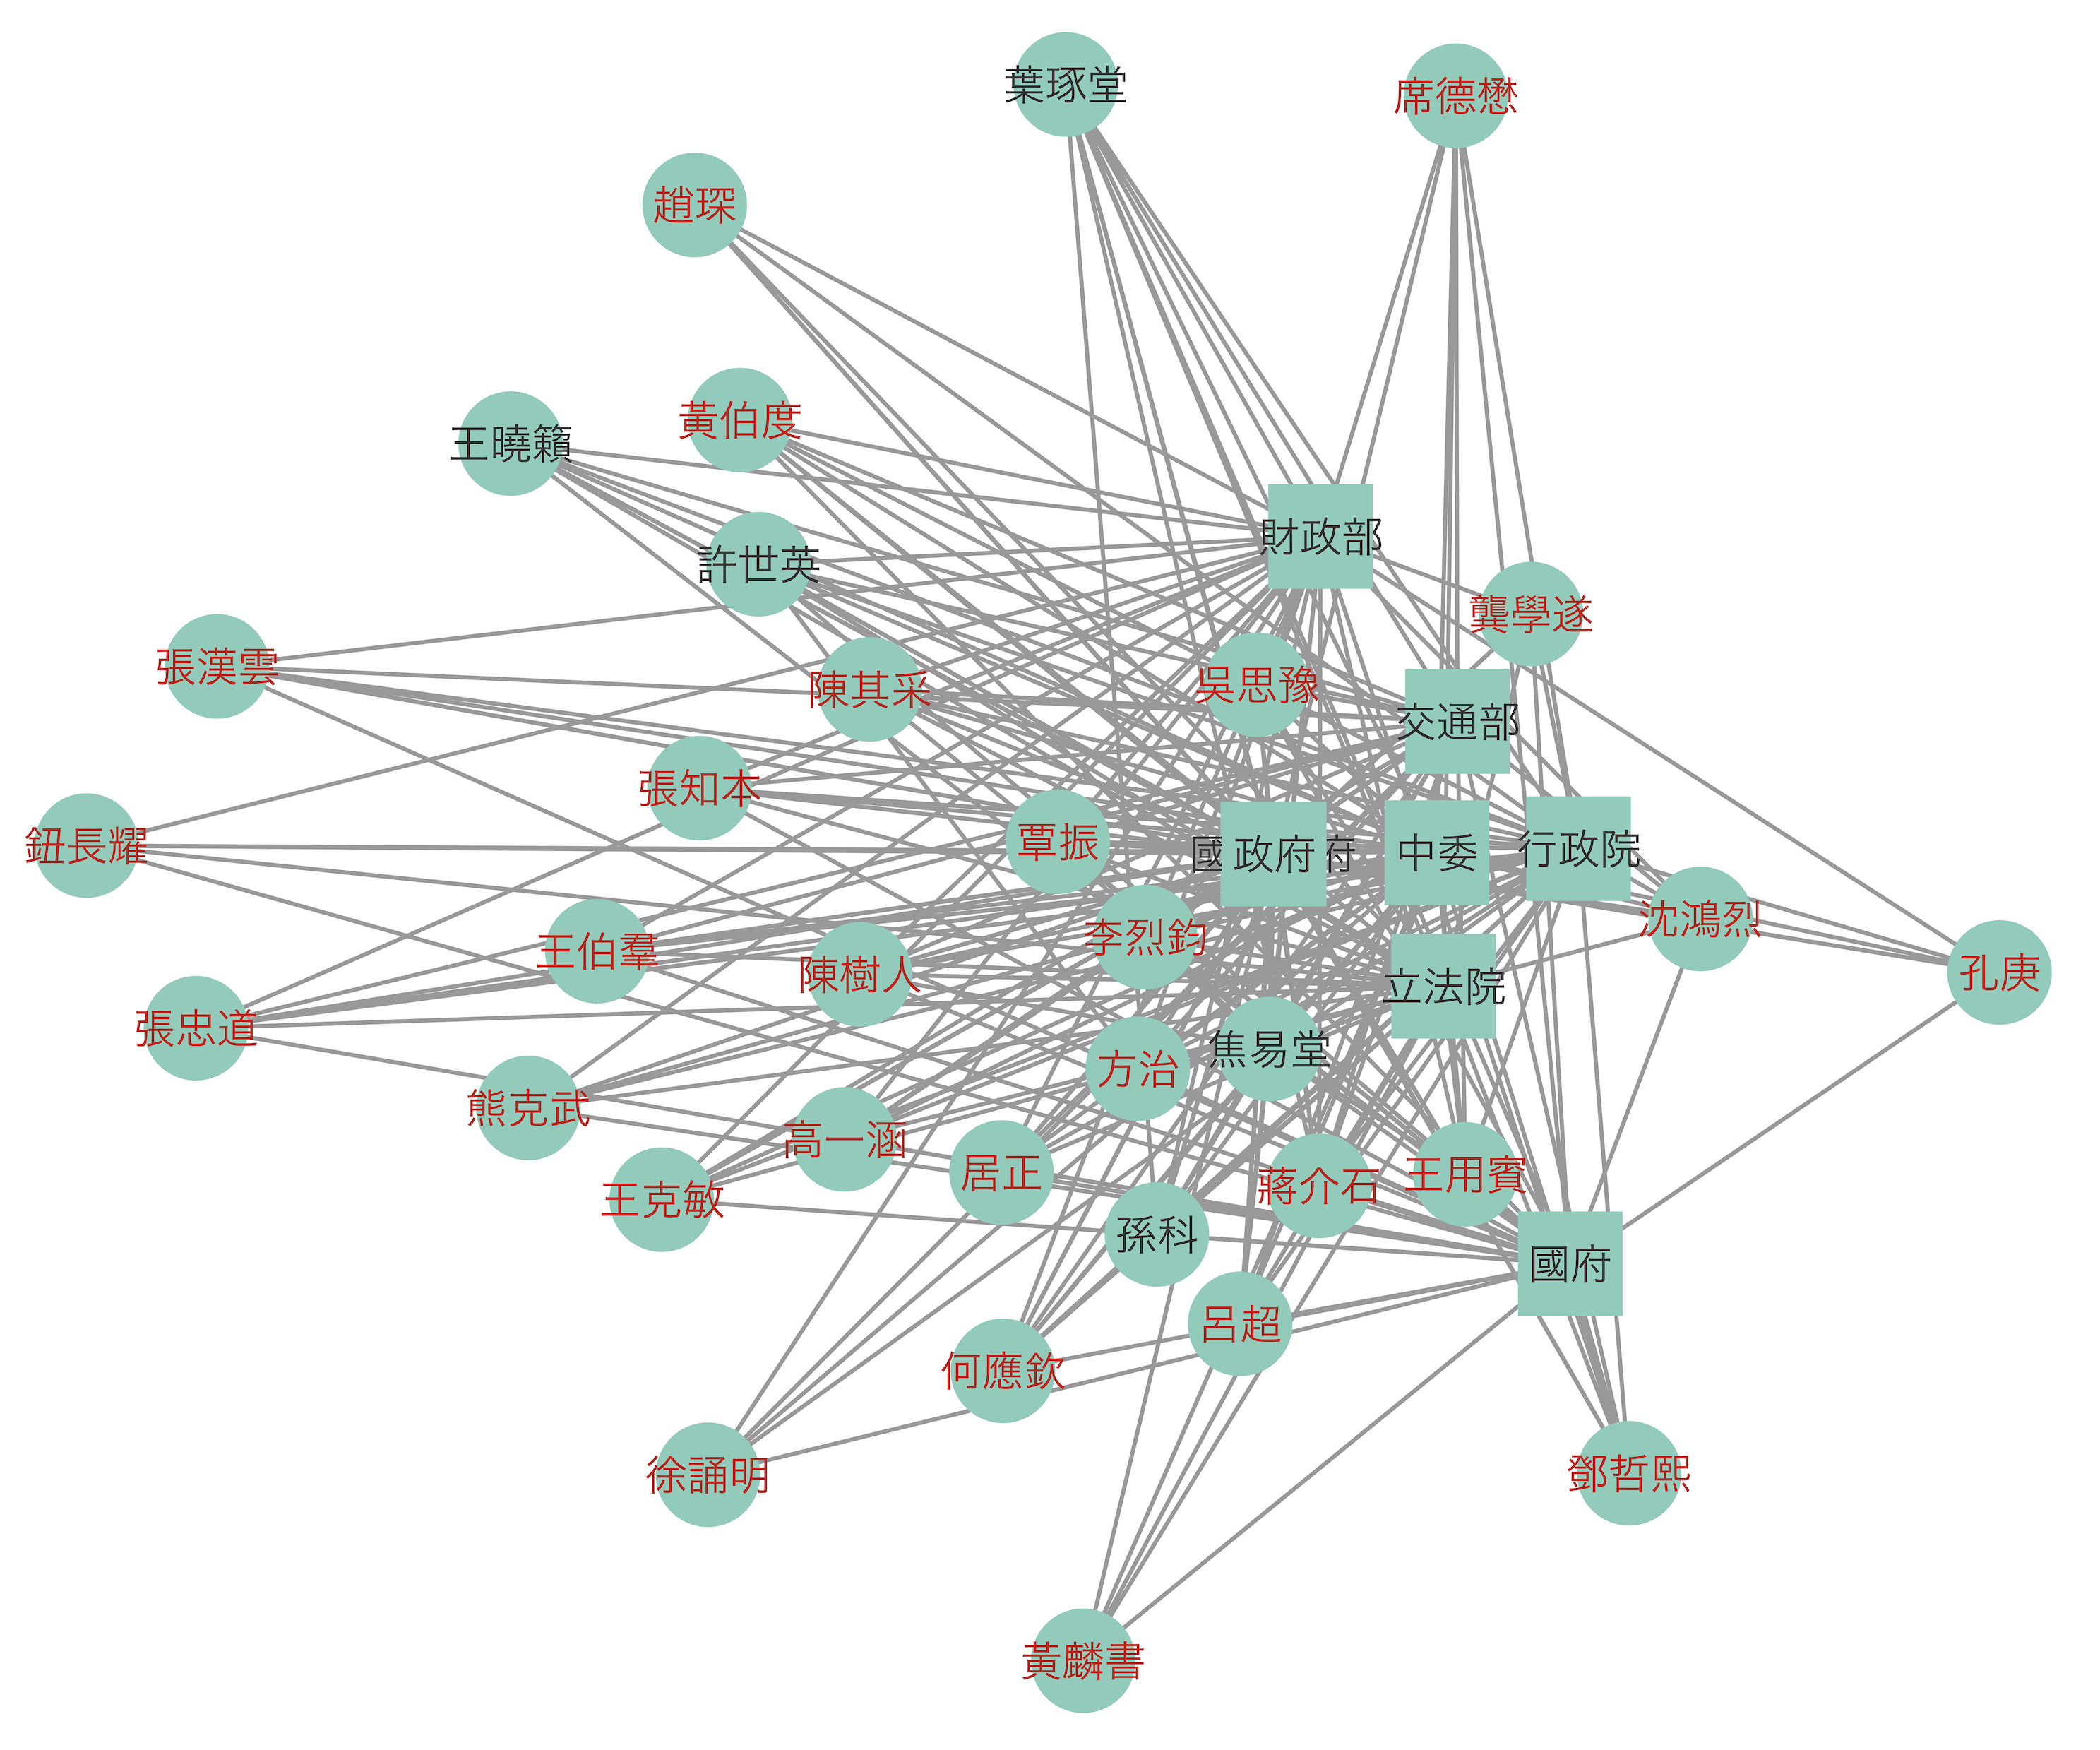 葉琢堂
席德懋
趙琛
黃伯度
王曉籟
財政部
許世英
龔學遂
張漢雲
陳其采
吳思豫
交通部
張知本
鈕長耀
覃振
國政府府
中委
行政院
沈鴻烈
王伯羣
李烈鈞
陳樹人
孔庚
立法院
張忠道
焦易堂
方治
熊克武
高一涵
居正
蔣介石
王用賓
王克敏
孫科
國府
呂超
何應欽
徐誦明
鄧哲熙
黃麟書